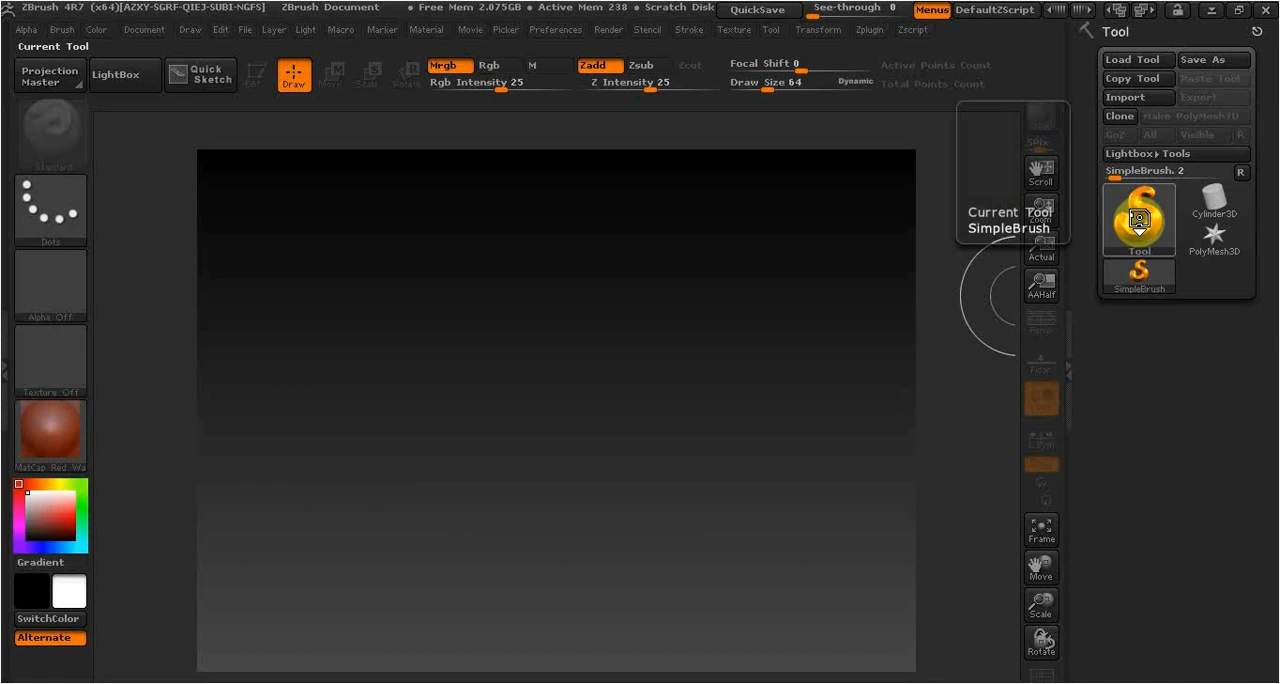 ZBrush 4R7 (x64)[AZXY-SGRF-QIEJ-SUBI-NGFS] ZBrush Document • Free Mem 2.075GB • Active Mem 238 • Scratch Disk QuickSave See-through 0 Menus DefaultZScript
Alpha Brush Color Document Draw Edit File Layer Light Macro Marker Material Movie Picker Preferences Render Stencil Stroke Texture Tool Transform Zplugin Zscript
Tool
Current Tool
Load Tool Save As
Projection Master
LightBox
Quick Sketch
Edit
Draw
Move
Scale
Rotate
Mrgb Rgb M
Rgb Intensity 25
Zadd Zsub Zcut
Z Intensity 25
Focal Shift 0
Draw Size 64 Dynamic
Active Points Count
Total Points Count
Copy Tool Paste Tool
Import Export
Clone Make PolyMesh3D
GoZ All Visible R
Lightbox▸Tools
SimpleBrush. 2 R
Tool
Cylinder3D
PolyMesh3D
SimpleBrush
Standard
Dots
Alpha Off
Texture Off
MatCap Red Wa
Gradient
SwitchColor
Alternate
Current Tool
SimpleBrush
SPix
Scroll
Zoom
Actual
AAHalf
Persp
Floor
L.Sym
Frame
Move
Scale
Rotate